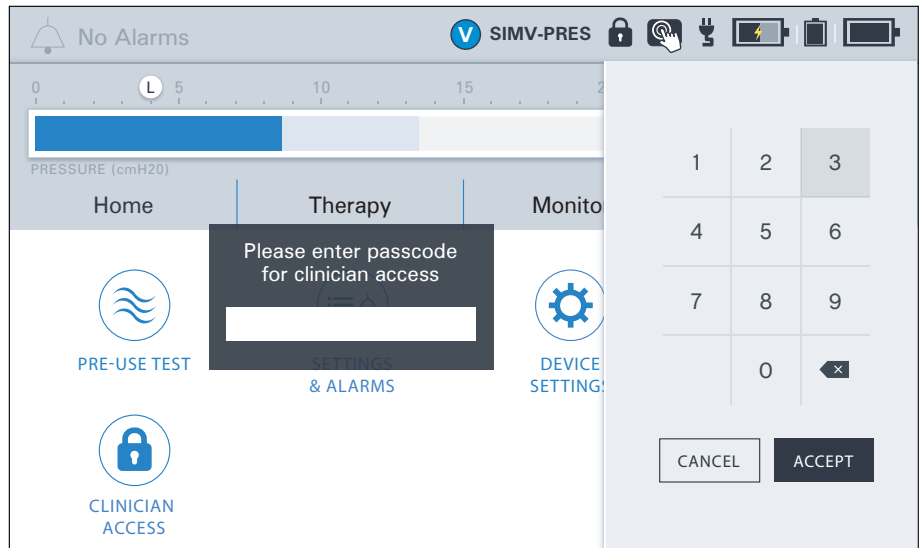 No Alarms
V SIMV-PRES
0 L 5 10 15 2
PRESSURE (cmH20)
Home Therapy Monito
Please enter passcode
for clinician access
PRE-USE TEST
SETTINGS
& ALARMS
DEVICE
SETTINGS
CLINICIAN
ACCESS
1 2 3
4 5 6
7 8 9
0
CANCEL ACCEPT